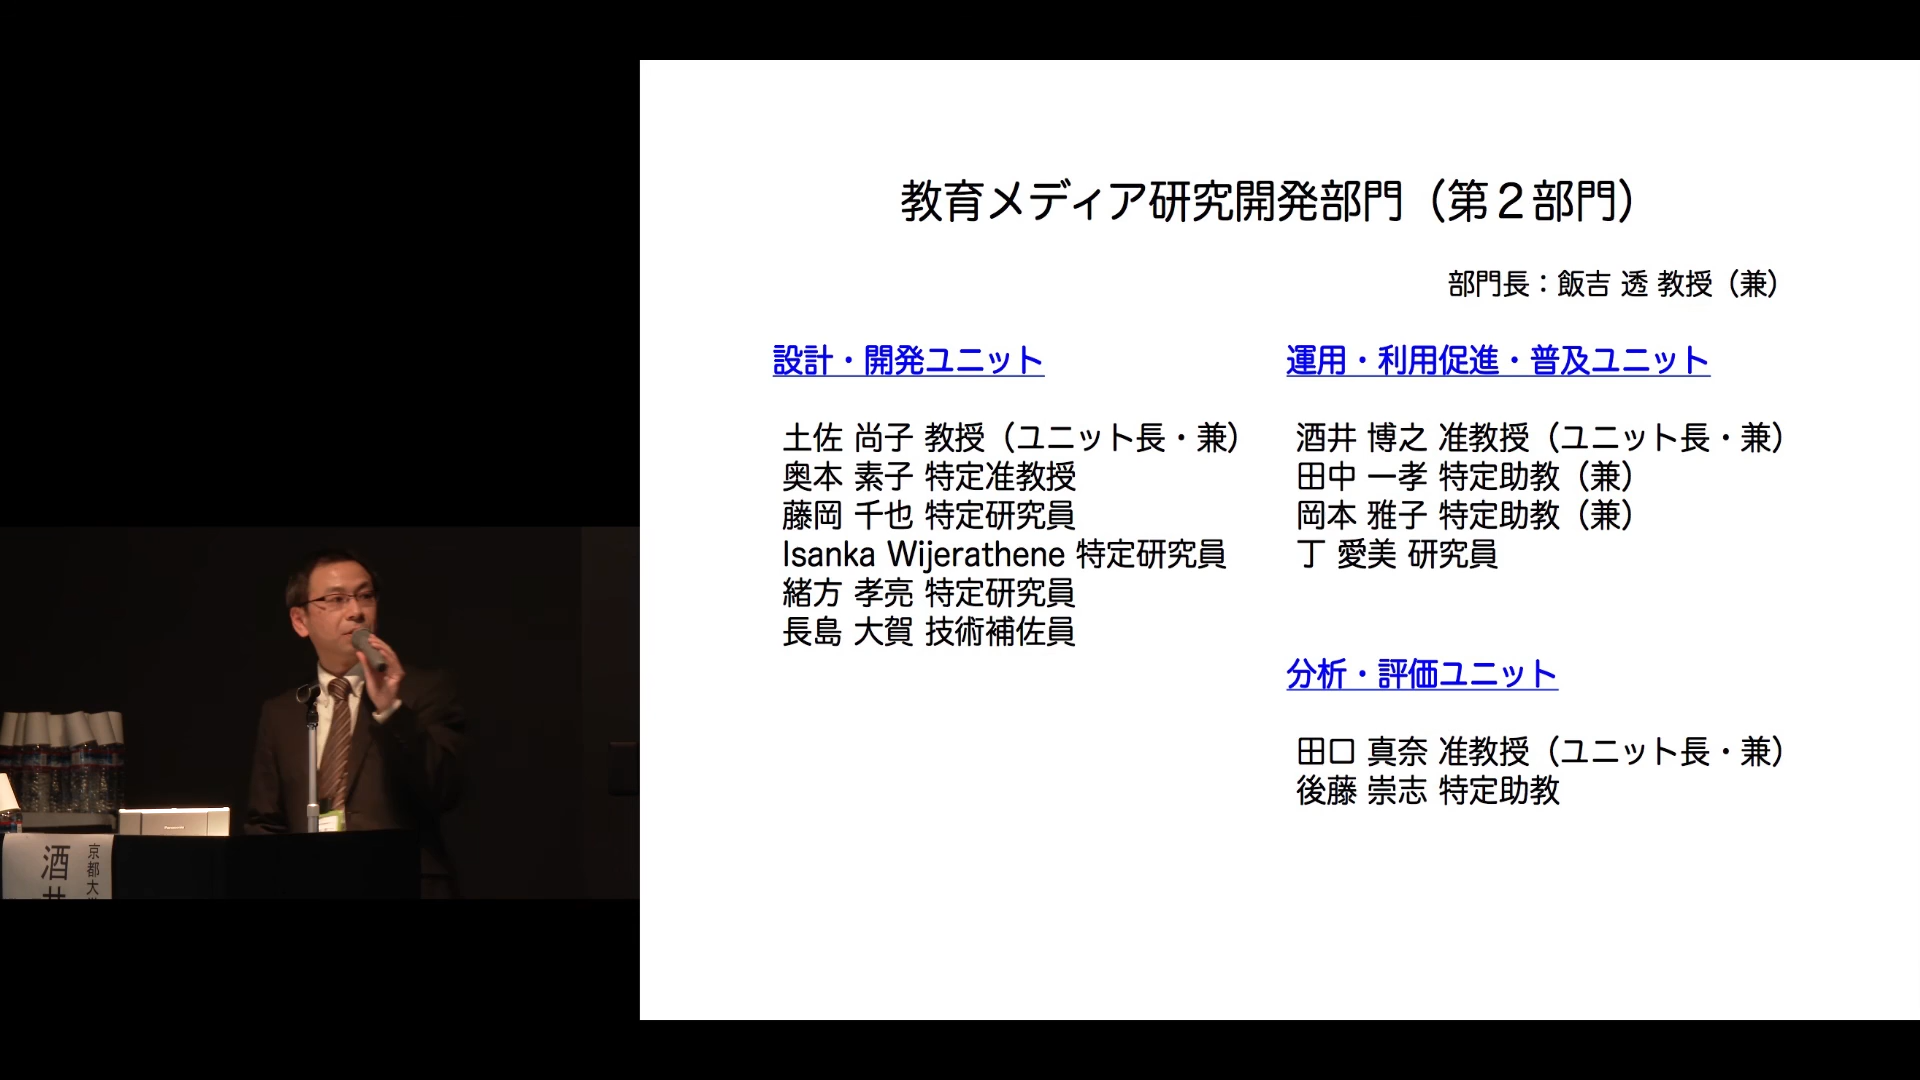 教育メディア研究開発部門（第２部門）
部門長：飯吉 透 教授（兼）
設計・開発ユニット
土佐 尚子 教授（ユニット長・兼）
奥本 素子 特定准教授
藤岡 千也 特定研究員
Isanka Wijerathene 特定研究員
緒方 孝亮 特定研究員
長島 大賀 技術補佐員
運用・利用促進・普及ユニット
酒井 博之 准教授（ユニット長・兼）
田中 一孝 特定助教（兼）
岡本 雅子 特定助教（兼）
丁 愛美 研究員
分析・評価ユニット
田口 真奈 准教授（ユニット長・兼）
後藤 崇志 特定助教
京都大
酒井